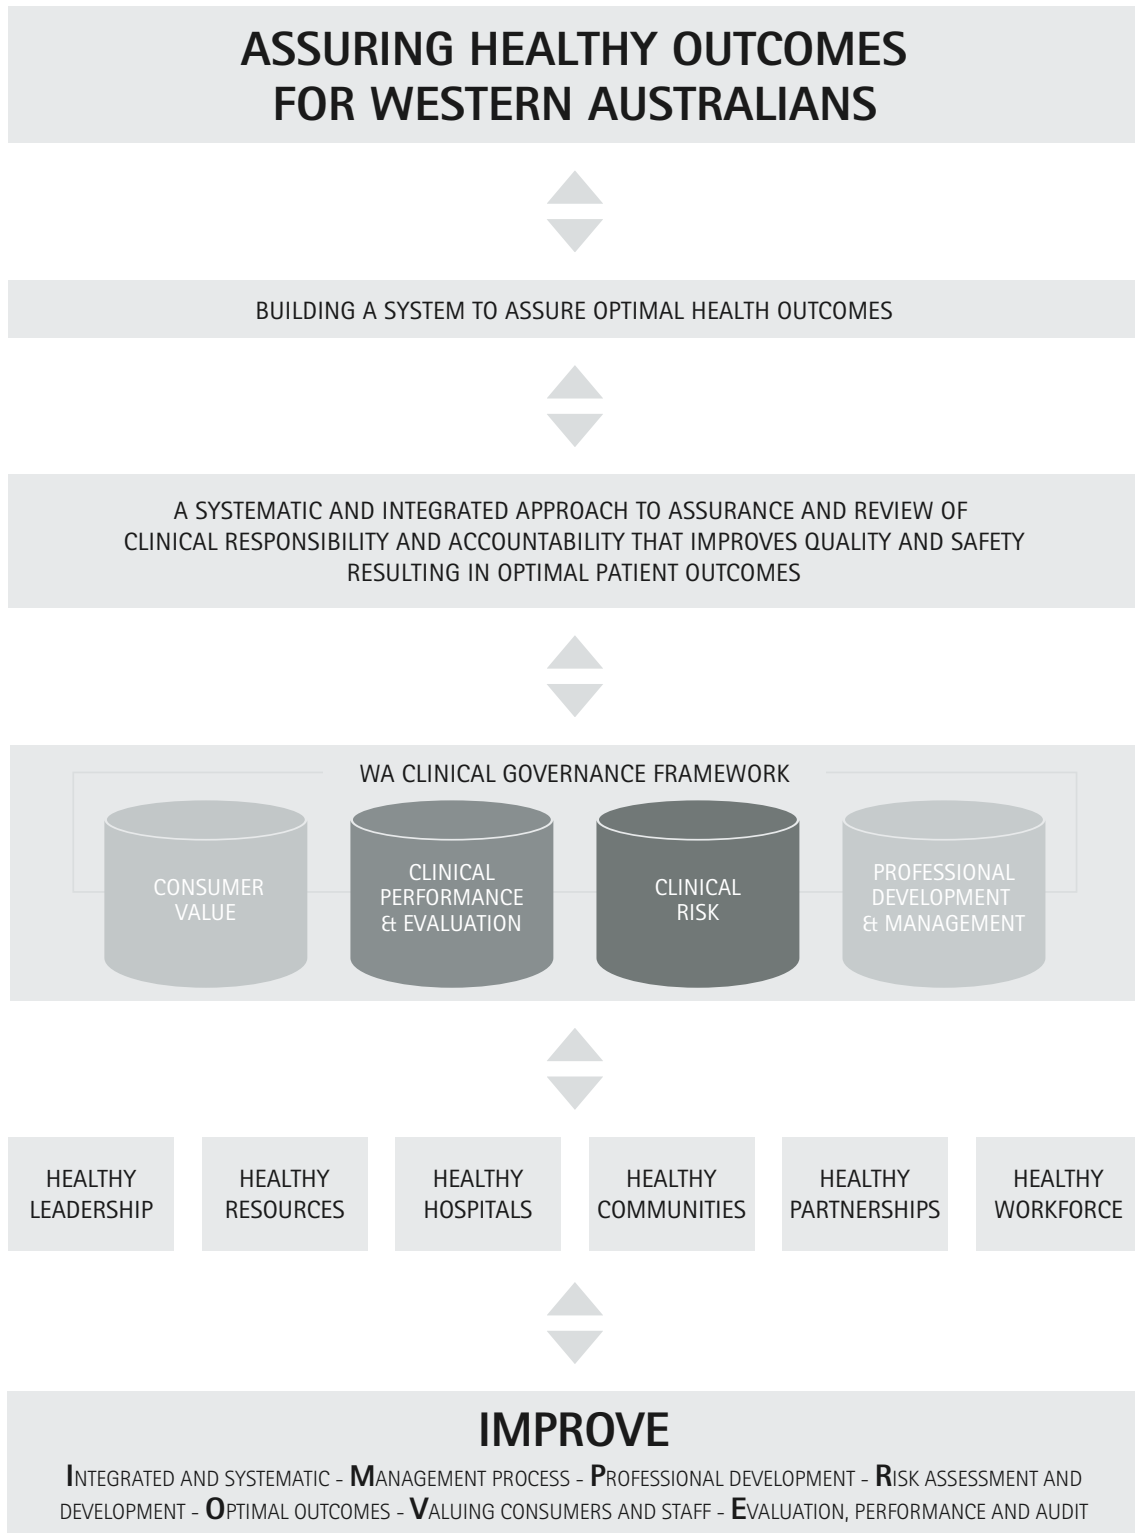 ASSURING HEALTHY OUTCOMES
FOR WESTERN AUSTRALIANS
BUILDING A SYSTEM TO ASSURE OPTIMAL HEALTH OUTCOMES
A SYSTEMATIC AND INTEGRATED APPROACH TO ASSURANCE AND REVIEW OF
CLINICAL RESPONSIBILITY AND ACCOUNTABILITY THAT IMPROVES QUALITY AND SAFETY
RESULTING IN OPTIMAL PATIENT OUTCOMES
WA CLINICAL GOVERNANCE FRAMEWORK
CONSUMER
VALUE
CLINICAL
PERFORMANCE
& EVALUATION
CLINICAL
RISK
PROFESSIONAL
DEVELOPMENT
& MANAGEMENT
HEALTHY
LEADERSHIP
HEALTHY
RESOURCES
HEALTHY
HOSPITALS
HEALTHY
COMMUNITIES
HEALTHY
PARTNERSHIPS
HEALTHY
WORKFORCE
IMPROVE
INTEGRATED AND SYSTEMATIC - MANAGEMENT PROCESS - PROFESSIONAL DEVELOPMENT - RISK ASSESSMENT AND
DEVELOPMENT - OPTIMAL OUTCOMES - VALUING CONSUMERS AND STAFF - EVALUATION, PERFORMANCE AND AUDIT